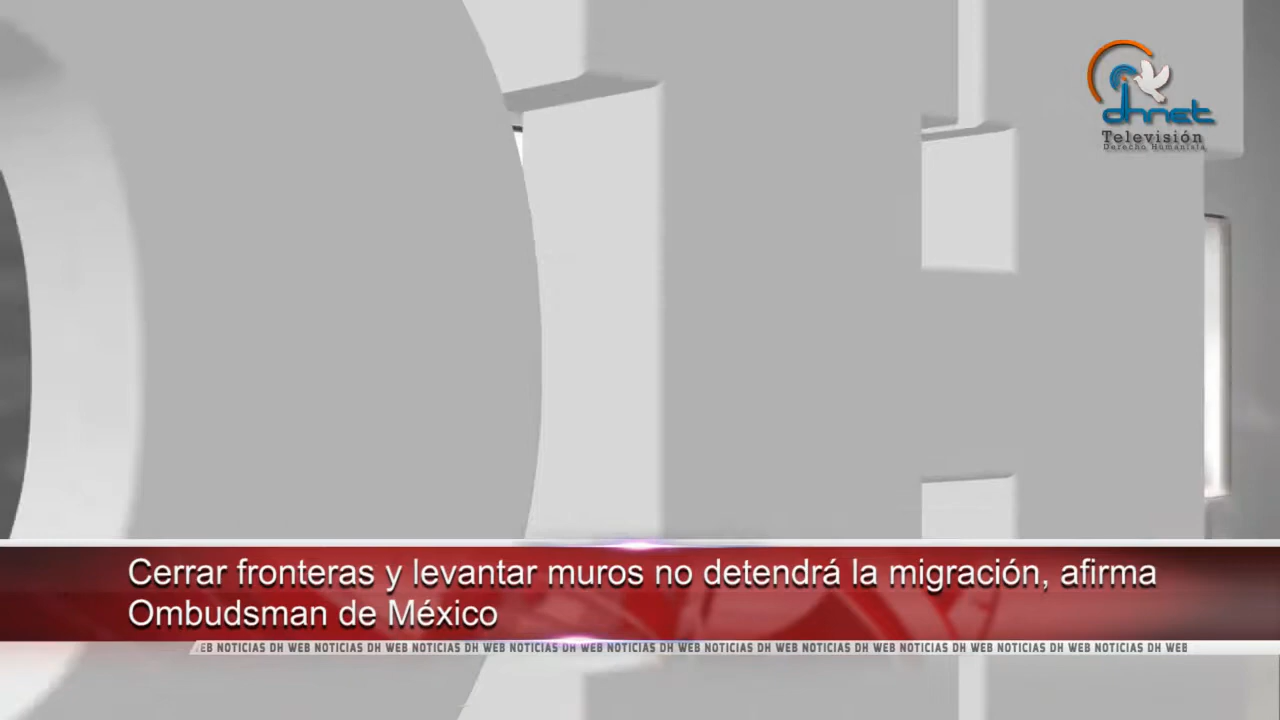 dhnet
Televisión
Derecho Humanista
Cerrar fronteras y levantar muros no detendrá la migración, afirma
Ombudsman de México
EB NOTICIAS DH WEB NOTICIAS DH WEB NOTICIAS DH WEB NOTICIAS DH WEB NOTICIAS DH WEB NOTICIAS DH WEB NOTICIAS DH WEB NOTICIAS DH WEB NOTICIAS DH WEB NOTICIAS DH WEB